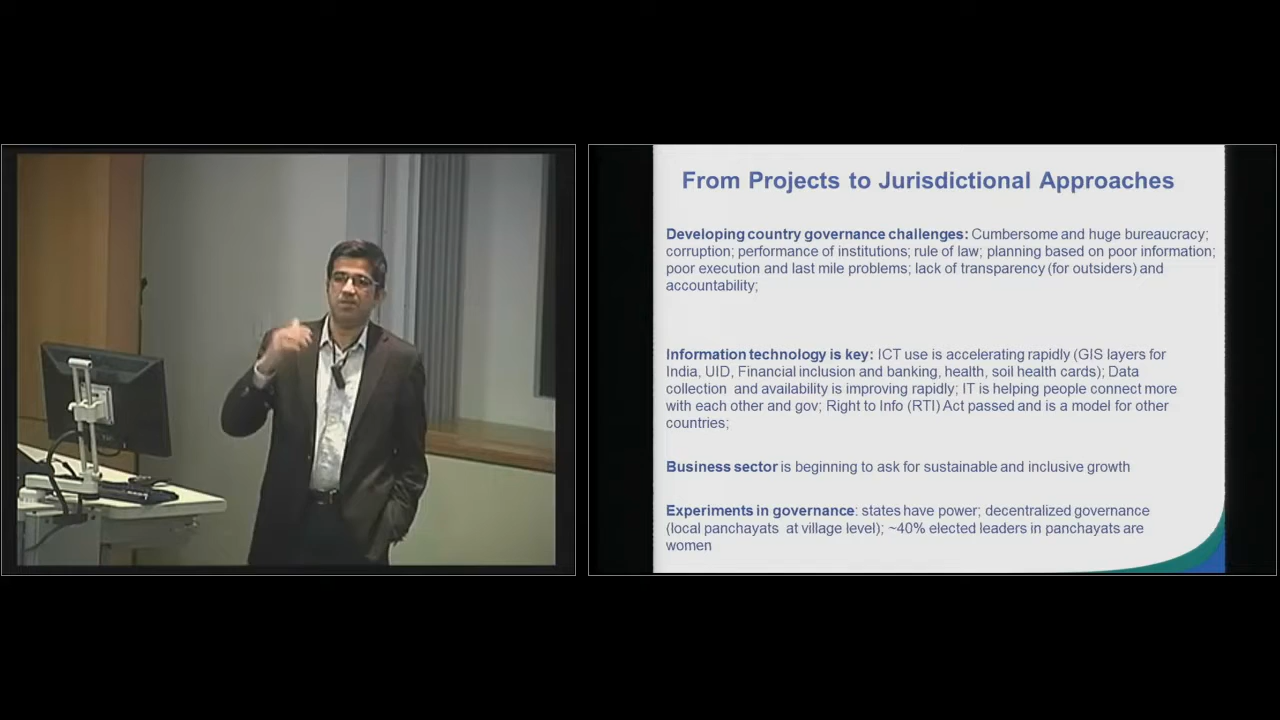 From Projects to Jurisdictional Approaches
Developing country governance challenges: Cumbersome and huge bureaucracy;
corruption; performance of institutions; rule of law; planning based on poor information;
poor execution and last mile problems; lack of transparency (for outsiders) and
accountability;
Information technology is key: ICT use is accelerating rapidly (GIS layers for
India, UID, Financial inclusion and banking, health, soil health cards); Data
collection and availability is improving rapidly; IT is helping people connect more
with each other and gov; Right to Info (RTI) Act passed and is a model for other
countries;
Business sector is beginning to ask for sustainable and inclusive growth
Experiments in governance: states have power; decentralized governance
(local panchayats at village level); ~40% elected leaders in panchayats are
women